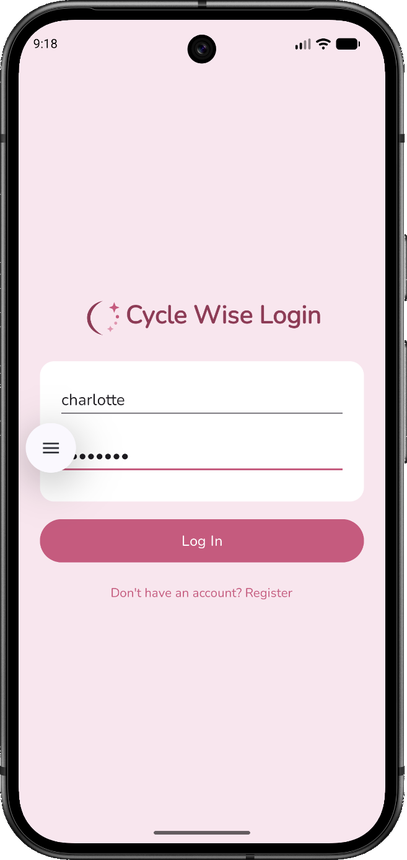 9:18
Cycle Wise Login
charlotte
•••••••
Log In
Don't have an account? Register